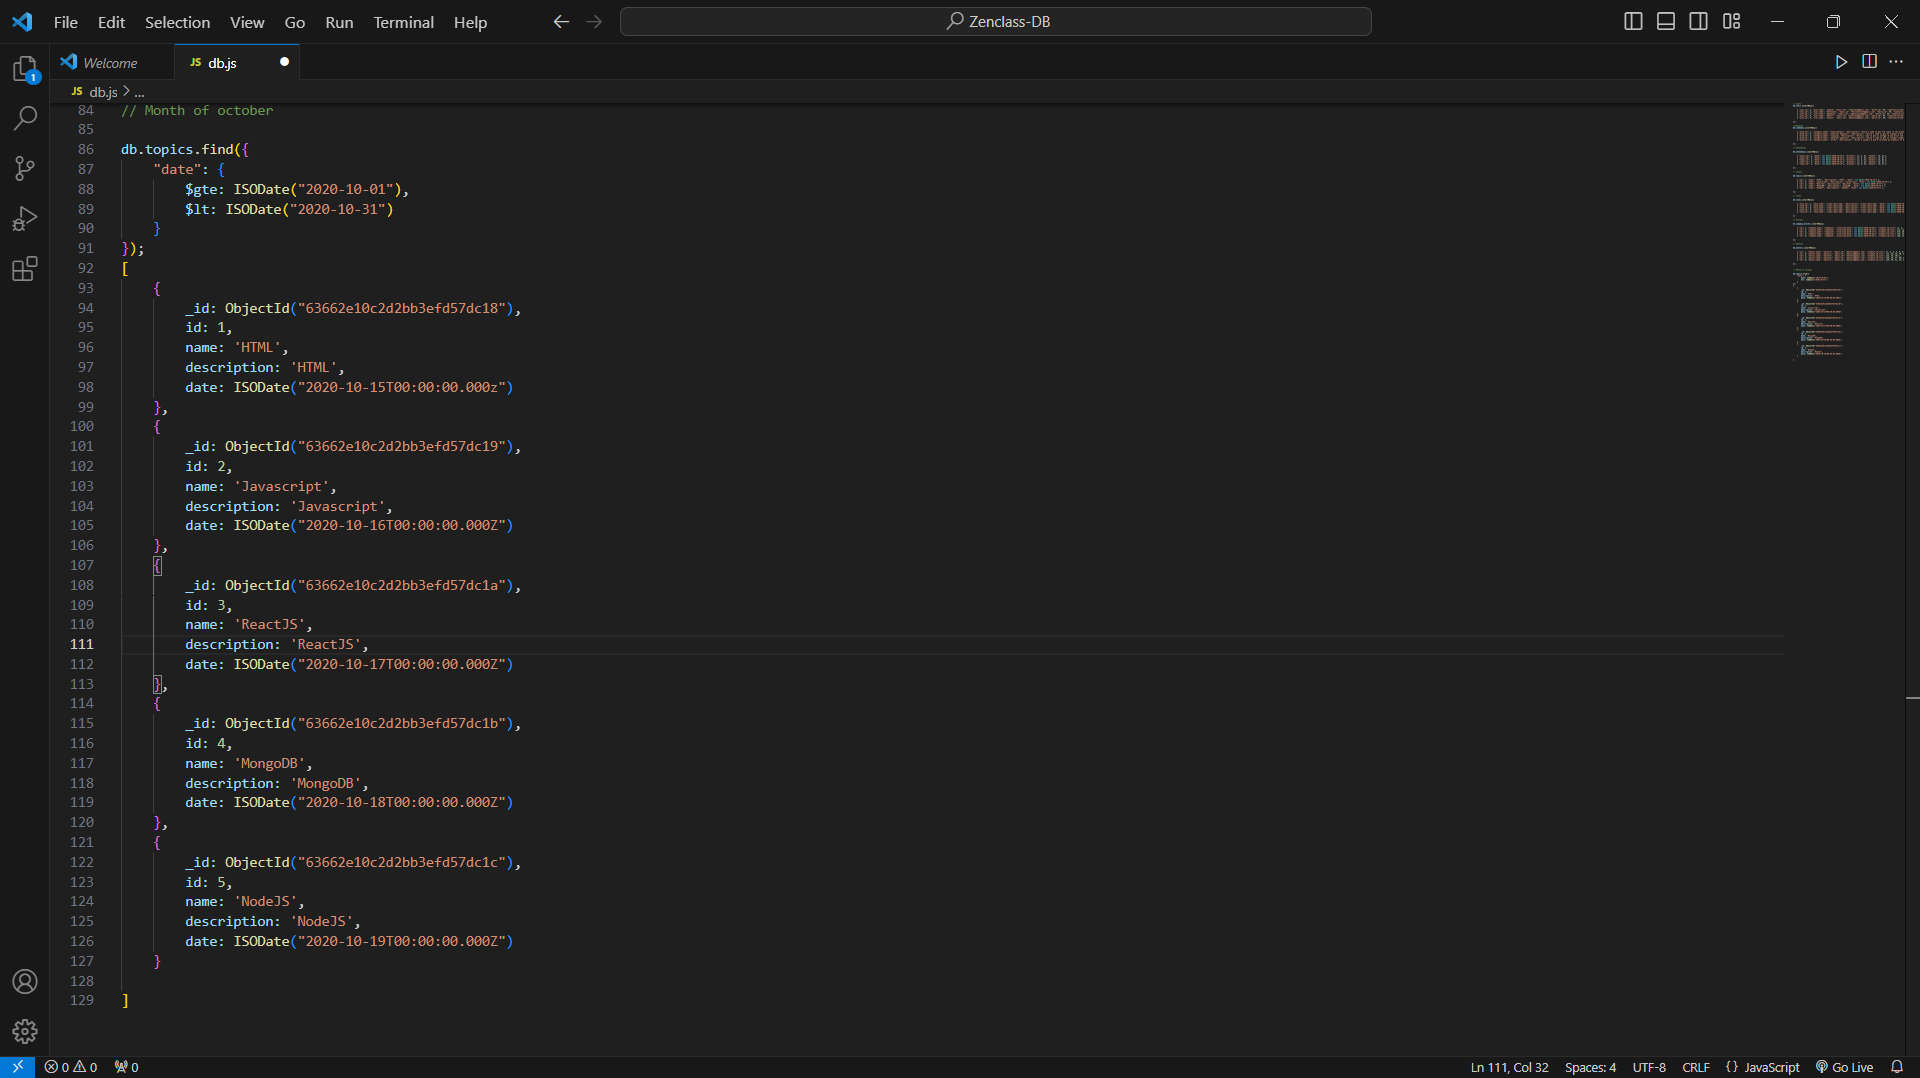 File Edit Selection View Go Run Terminal Help Zenclass-DB
Welcome JS db.js
JS db.js > ...
84 // Month of october
85
86 db.topics.find({
87 "date": {
88 $gte: ISODate("2020-10-01"),
89 $lt: ISODate("2020-10-31")
90 }
91 });
92 [
93 {
94 _id: ObjectId("63662e10c2d2bb3efd57dc18"),
95 id: 1,
96 name: 'HTML',
97 description: 'HTML',
98 date: ISODate("2020-10-15T00:00:00.000z")
99 },
100 {
101 _id: ObjectId("63662e10c2d2bb3efd57dc19"),
102 id: 2,
103 name: 'Javascript',
104 description: 'Javascript',
105 date: ISODate("2020-10-16T00:00:00.000Z")
106 },
107 {
108 _id: ObjectId("63662e10c2d2bb3efd57dc1a"),
109 id: 3,
110 name: 'ReactJS',
111 description: 'ReactJS',
112 date: ISODate("2020-10-17T00:00:00.000Z")
113 },
114 {
115 _id: ObjectId("63662e10c2d2bb3efd57dc1b"),
116 id: 4,
117 name: 'MongoDB',
118 description: 'MongoDB',
119 date: ISODate("2020-10-18T00:00:00.000Z")
120 },
121 {
122 _id: ObjectId("63662e10c2d2bb3efd57dc1c"),
123 id: 5,
124 name: 'NodeJS',
125 description: 'NodeJS',
126 date: ISODate("2020-10-19T00:00:00.000Z")
127 }
128
129 ]
0 0 0 Ln 111, Col 32 Spaces: 4 UTF-8 CRLF {} JavaScript Go Live